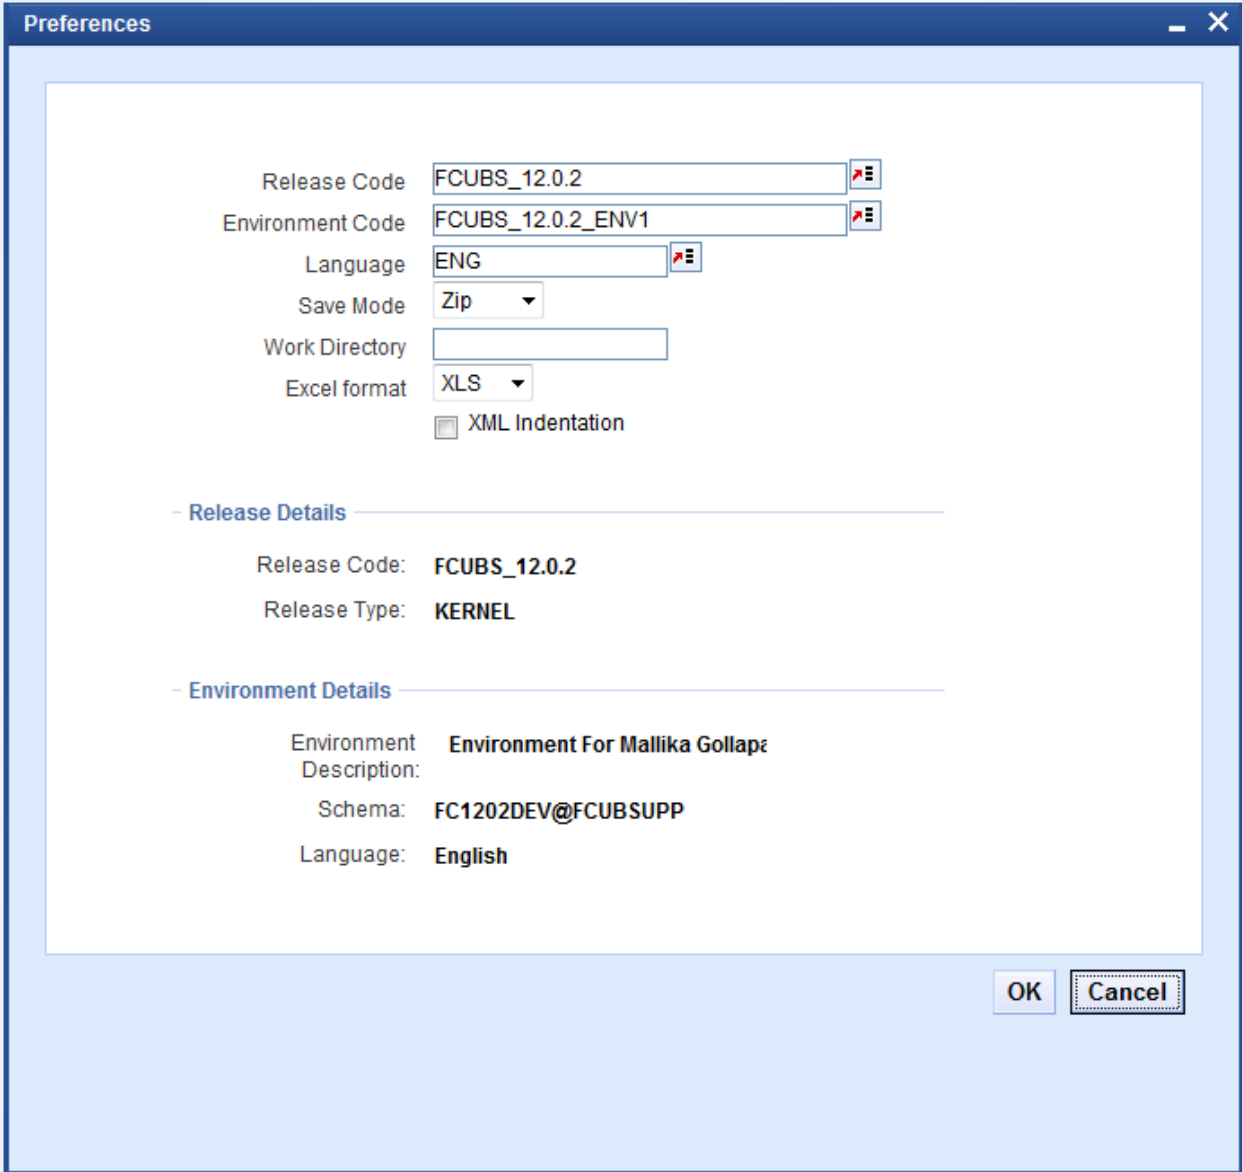 Preferences
Release Code FCUBS_12.0.2
Environment Code FCUBS_12.0.2_ENV1
Language ENG
Save Mode Zip
Work Directory
Excel format XLS
XML Indentation
Release Details
Release Code: FCUBS_12.0.2
Release Type: KERNEL
Environment Details
Environment Description: Environment For Mallika Gollapa
Schema: FC1202DEV@FCUBSUPP
Language: English
OK Cancel